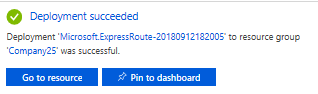 Deployment succeeded
Deployment 'Microsoft.ExpressRoute-20180912182005' to resource group
'Company25' was successful.
Go to resource
Pin to dashboard